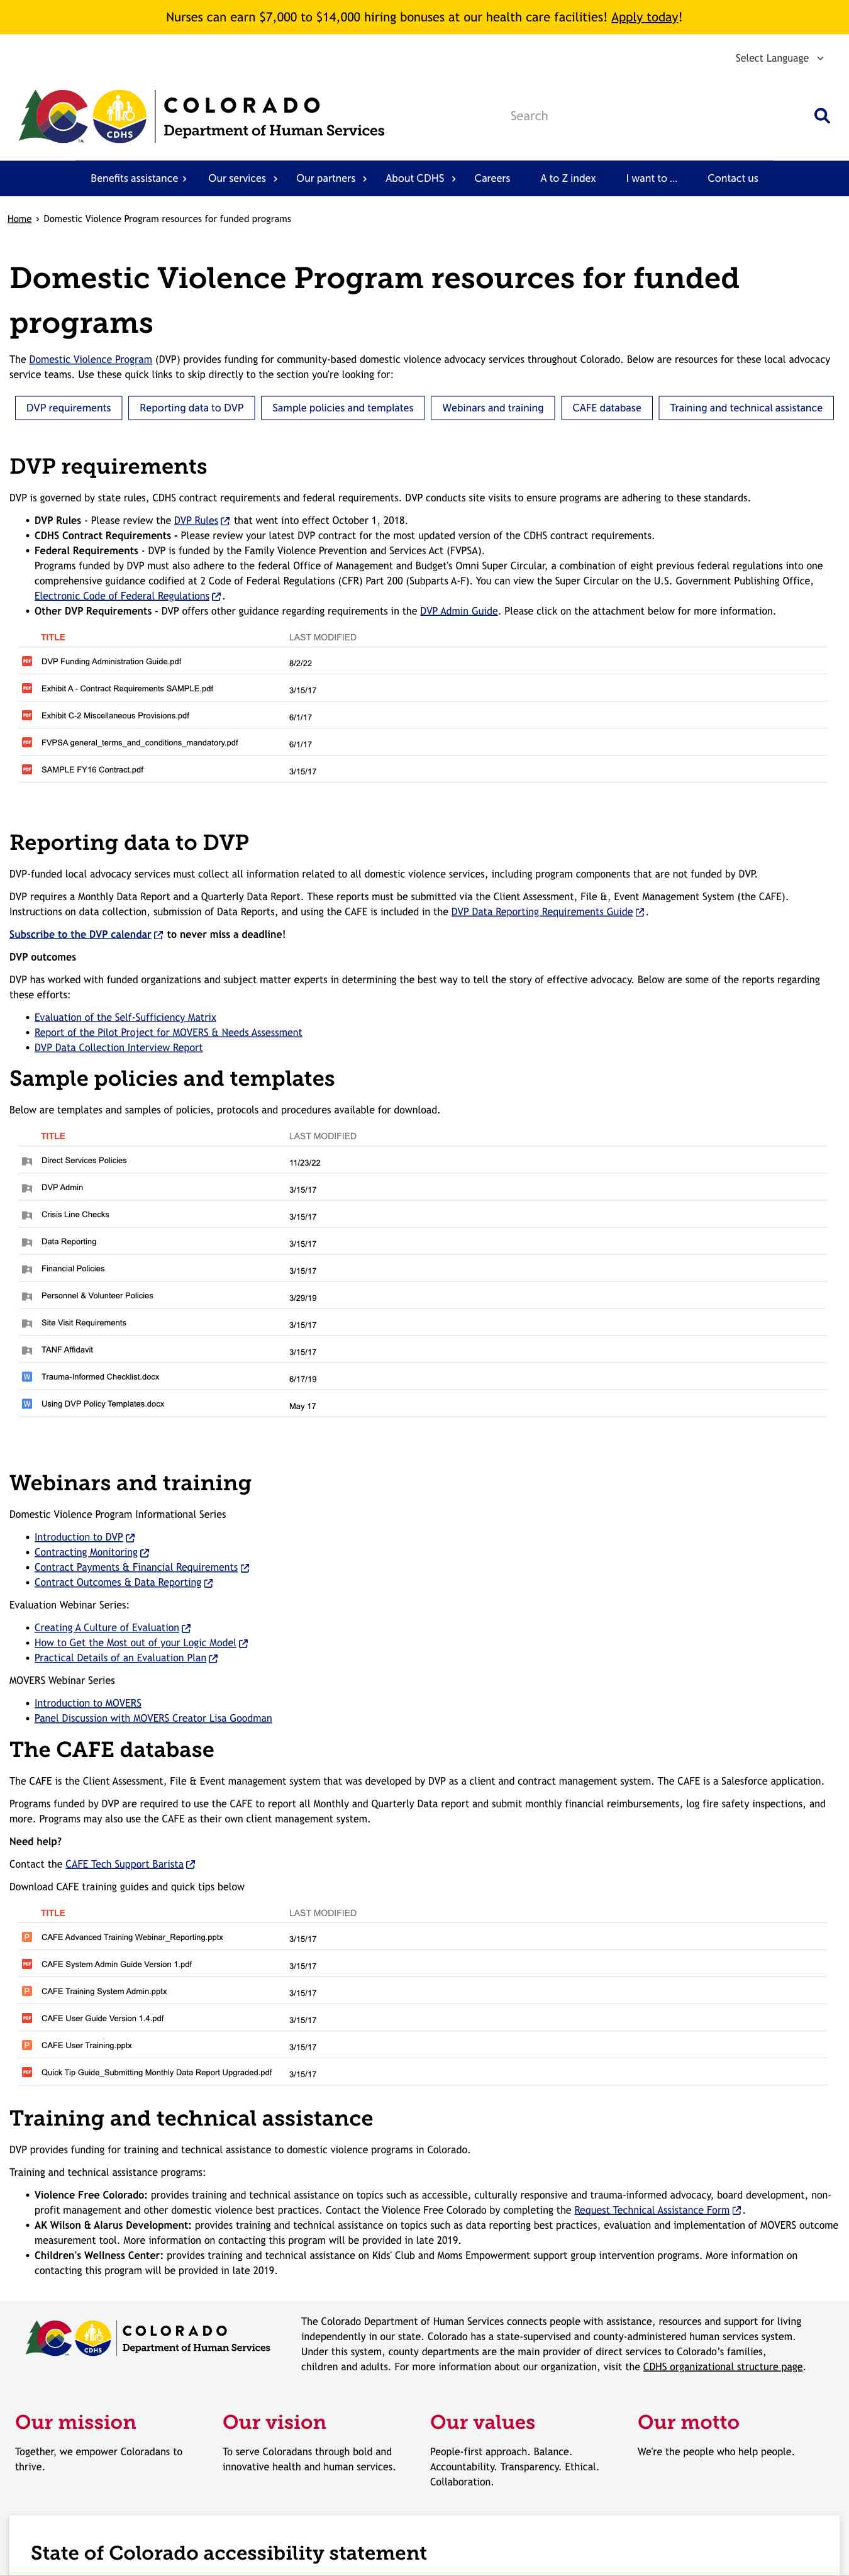 Nurses can earn $7,000 to $14,000 hiring bonuses at our health care facilities! Apply today!
Select Language
COLORADO
Department of Human Services
CDHS
Search
Benefits assistance
Our services
Our partners
About CDHS
Careers
A to Z index
I want to ...
Contact us
Home › Domestic Violence Program resources for funded programs
Domestic Violence Program resources for funded
programs
The Domestic Violence Program (DVP) provides funding for community-based domestic violence advocacy services throughout Colorado. Below are resources for these local advocacy
service teams. Use these quick links to skip directly to the section you're looking for:
DVP requirements
Reporting data to DVP
Sample policies and templates
Webinars and training
CAFE database
Training and technical assistance
DVP requirements
DVP is governed by state rules, CDHS contract requirements and federal requirements. DVP conducts site visits to ensure programs are adhering to these standards.
• DVP Rules - Please review the DVP Rules that went into effect October 1, 2018.
• CDHS Contract Requirements - Please review your latest DVP contract for the most updated version of the CDHS contract requirements.
• Federal Requirements - DVP is funded by the Family Violence Prevention and Services Act (FVPSA).
Programs funded by DVP must also adhere to the federal Office of Management and Budget's Omni Super Circular, a combination of eight previous federal regulations into one
comprehensive guidance codified at 2 Code of Federal Regulations (CFR) Part 200 (Subparts A-F). You can view the Super Circular on the U.S. Government Publishing Office,
Electronic Code of Federal Regulations.
• Other DVP Requirements - DVP offers other guidance regarding requirements in the DVP Admin Guide. Please click on the attachment below for more information.
TITLE LAST MODIFIED
PDF DVP Funding Administration Guide.pdf 8/2/22
PDF Exhibit A - Contract Requirements SAMPLE.pdf 3/15/17
PDF Exhibit C-2 Miscellaneous Provisions.pdf 6/1/17
PDF FVPSA general_terms_and_conditions_mandatory.pdf 6/1/17
PDF SAMPLE FY16 Contract.pdf 3/15/17
Reporting data to DVP
DVP-funded local advocacy services must collect all information related to all domestic violence services, including program components that are not funded by DVP.
DVP requires a Monthly Data Report and a Quarterly Data Report. These reports must be submitted via the Client Assessment, File &, Event Management System (the CAFE).
Instructions on data collection, submission of Data Reports, and using the CAFE is included in the DVP Data Reporting Requirements Guide.
Subscribe to the DVP calendar to never miss a deadline!
DVP outcomes
DVP has worked with funded organizations and subject matter experts in determining the best way to tell the story of effective advocacy. Below are some of the reports regarding
these efforts:
• Evaluation of the Self-Sufficiency Matrix
• Report of the Pilot Project for MOVERS & Needs Assessment
• DVP Data Collection Interview Report
Sample policies and templates
Below are templates and samples of policies, protocols and procedures available for download.
TITLE LAST MODIFIED
Direct Services Policies 11/23/22
DVP Admin 3/15/17
Crisis Line Checks 3/15/17
Data Reporting 3/15/17
Financial Policies 3/15/17
Personnel & Volunteer Policies 3/29/19
Site Visit Requirements 3/15/17
TANF Affidavit 3/15/17
W Trauma-Informed Checklist.docx 6/17/19
W Using DVP Policy Templates.docx May 17
Webinars and training
Domestic Violence Program Informational Series
• Introduction to DVP
• Contracting Monitoring
• Contract Payments & Financial Requirements
• Contract Outcomes & Data Reporting
Evaluation Webinar Series:
• Creating A Culture of Evaluation
• How to Get the Most out of your Logic Model
• Practical Details of an Evaluation Plan
MOVERS Webinar Series
• Introduction to MOVERS
• Panel Discussion with MOVERS Creator Lisa Goodman
The CAFE database
The CAFE is the Client Assessment, File & Event management system that was developed by DVP as a client and contract management system. The CAFE is a Salesforce application.
Programs funded by DVP are required to use the CAFE to report all Monthly and Quarterly Data report and submit monthly financial reimbursements, log fire safety inspections, and
more. Programs may also use the CAFE as their own client management system.
Need help?
Contact the CAFE Tech Support Barista
Download CAFE training guides and quick tips below
TITLE LAST MODIFIED
P CAFE Advanced Training Webinar_Reporting.pptx 3/15/17
PDF CAFE System Admin Guide Version 1.pdf 3/15/17
P CAFE Training System Admin.pptx 3/15/17
PDF CAFE User Guide Version 1.4.pdf 3/15/17
P CAFE User Training.pptx 3/15/17
PDF Quick Tip Guide_Submitting Monthly Data Report Upgraded.pdf 3/15/17
Training and technical assistance
DVP provides funding for training and technical assistance to domestic violence programs in Colorado.
Training and technical assistance programs:
• Violence Free Colorado: provides training and technical assistance on topics such as accessible, culturally responsive and trauma-informed advocacy, board development, non-
profit management and other domestic violence best practices. Contact the Violence Free Colorado by completing the Request Technical Assistance Form.
• AK Wilson & Alarus Development: provides training and technical assistance on topics such as data reporting best practices, evaluation and implementation of MOVERS outcome
measurement tool. More information on contacting this program will be provided in late 2019.
• Children's Wellness Center: provides training and technical assistance on Kids' Club and Moms Empowerment support group intervention programs. More information on
contacting this program will be provided in late 2019.
COLORADO
Department of Human Services
CDHS
The Colorado Department of Human Services connects people with assistance, resources and support for living
independently in our state. Colorado has a state-supervised and county-administered human services system.
Under this system, county departments are the main provider of direct services to Colorado’s families,
children and adults. For more information about our organization, visit the CDHS organizational structure page.
Our mission
Together, we empower Coloradans to
thrive.
Our vision
To serve Coloradans through bold and
innovative health and human services.
Our values
People-first approach. Balance.
Accountability. Transparency. Ethical.
Collaboration.
Our motto
We're the people who help people.
State of Colorado accessibility statement